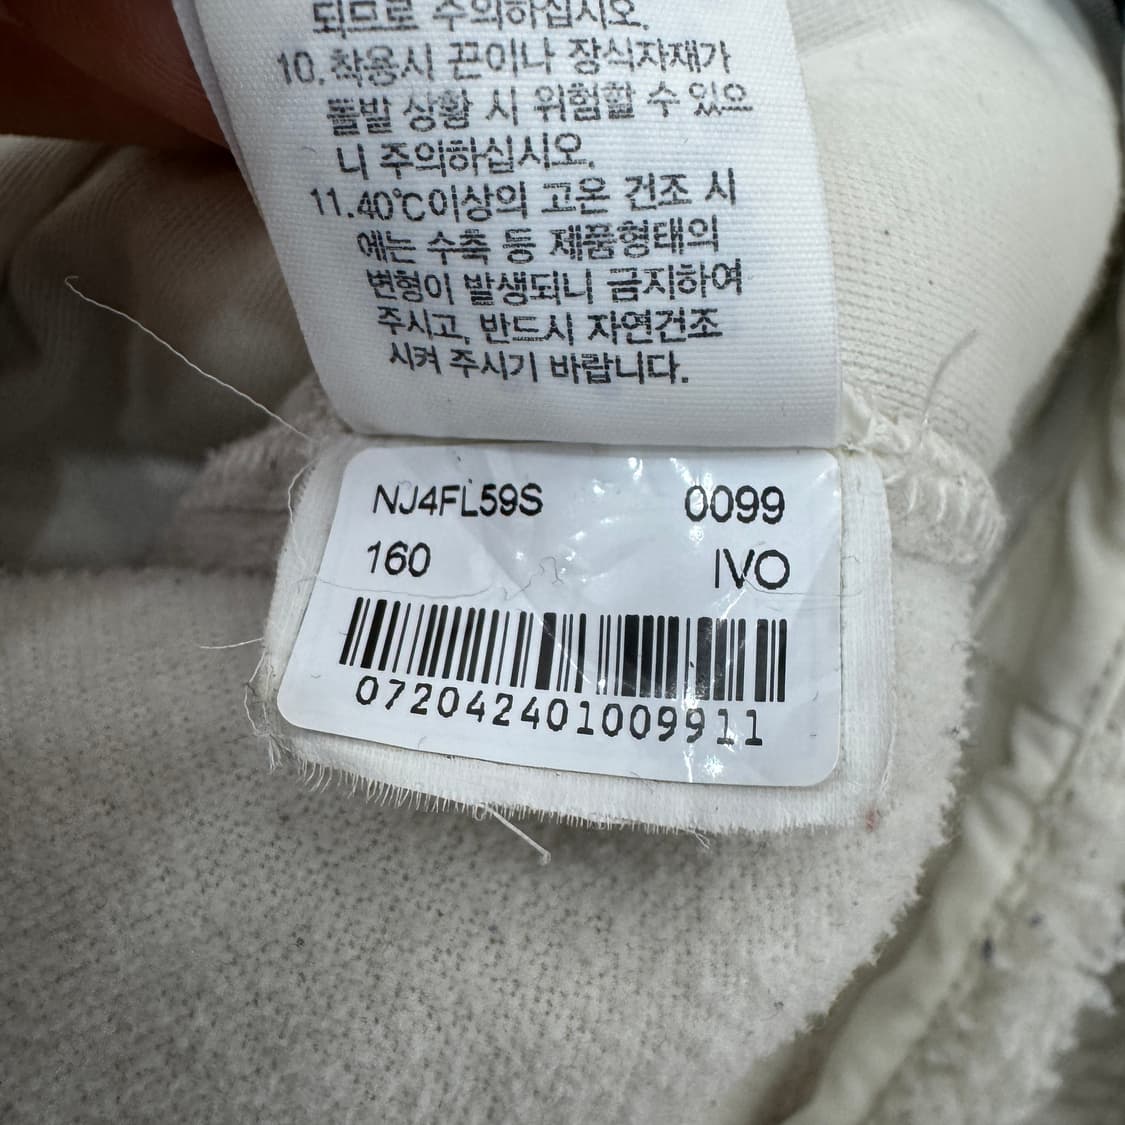 되므로 주의하십시오.
10. 착용시 끈이나 장식자재가
돌발 상황 시 위험할 수 있으
니 주의하십시오.
11. 40℃이상의 고온 건조 시
에는 수축 등 제품형태의
변형이 발생되니 금지하여
주시고, 반드시 자연건조
시켜 주시기 바랍니다.
NJ4FL59S 0099
160 IVO
072042401009911